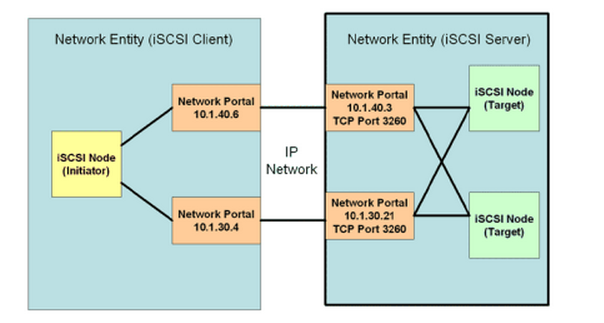 Network Entity (iSCSI Client)
Network Entity (iSCSI Server)
Network Portal
10.1.40.6
Network Portal
10.1.40.3
TCP Port 3260
iSCSI Node
(Target)
iSCSI Node
(Initiator)
IP
Network
Network Portal
10.1.30.4
Network Portal
10.1.30.21
TCP Port 3260
iSCSI Node
(Target)